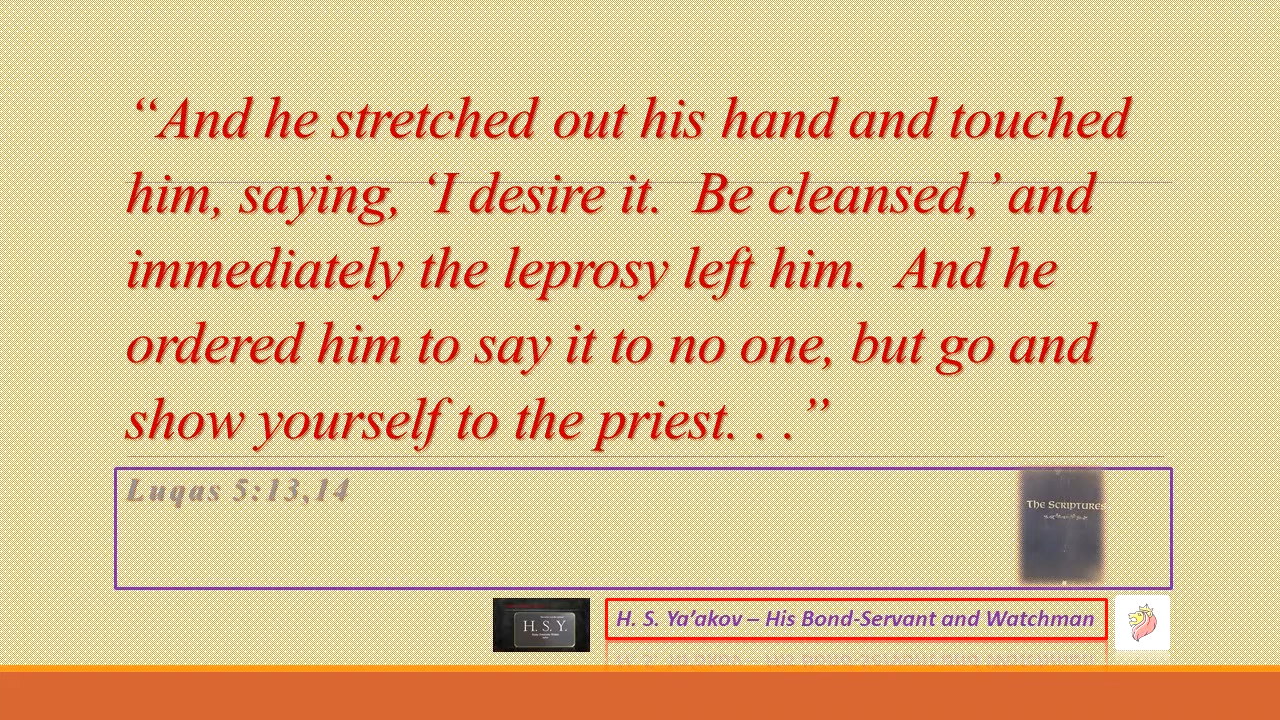 “And he stretched out his hand and touched
him, saying, ‘I desire it.  Be cleansed,’ and
immediately the leprosy left him.  And he
ordered him to say it to no one, but go and
show yourself to the priest. . .”
Luqas 5:13,14
The Scriptures
H. S. Y.
H. S. Ya’akov – His Bond-Servant and Watchman